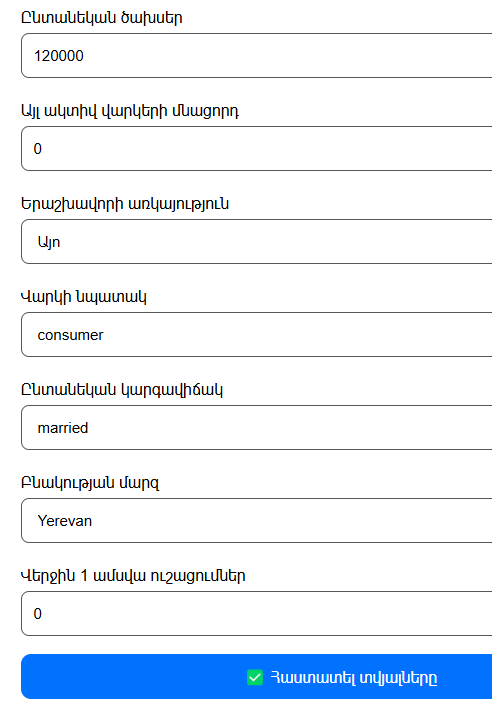 Ընտանեկան ծախսեր
120000
Այլ ակտիվ վարկերի մնացորդ
0
Երաշխավորի առկայություն
Այո
Վարկի նպատակ
consumer
Ընտանեկան կարգավիճակ
married
Բնակության մարզ
Yerevan
Վերջին 1 ամսվա ուշացումներ
0
✅ Հաստատել տվյալները